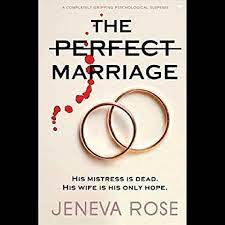 A COMPLETELY GRIPPING PSYCHOLOGICAL SUSPENSE
THE
PERFECT
MARRIAGE
HIS MISTRESS IS DEAD.
HIS WIFE IS HIS ONLY HOPE.
JENEVA ROSE